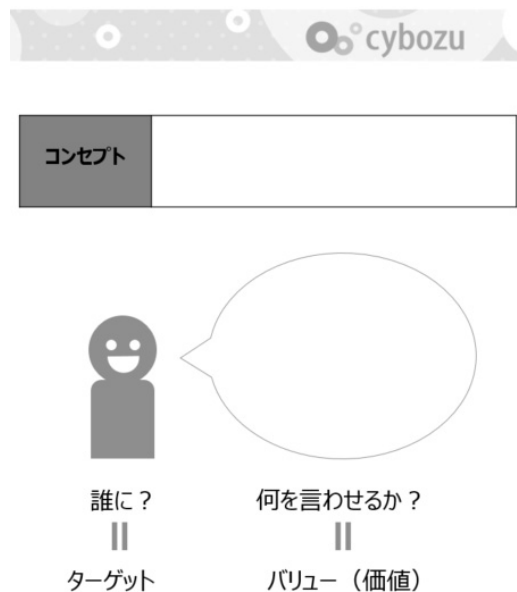 cybozu
コンセプト
誰に？
何を言わせるか？
||
||
ターゲット
バリュー（価値）